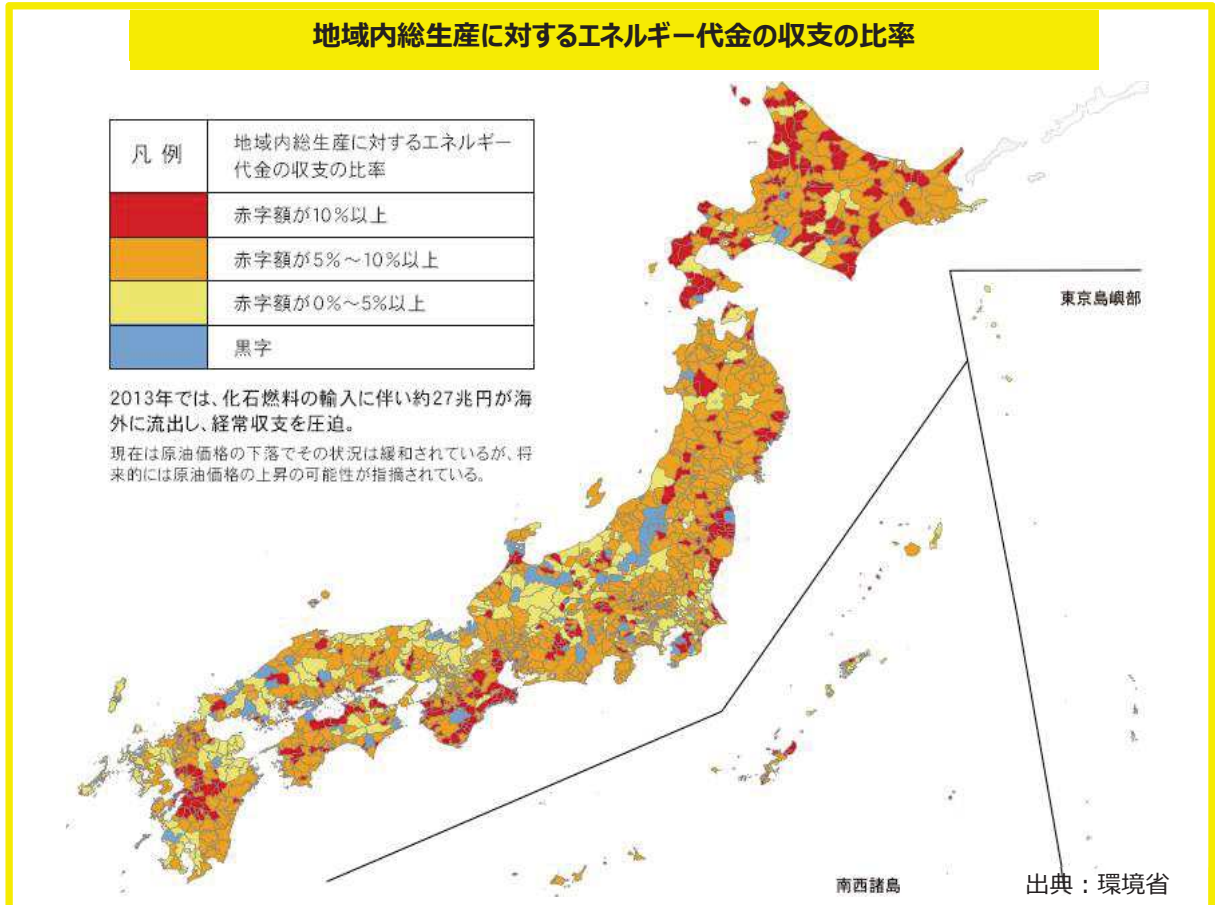 地域内総生産に対するエネルギー代金の収支の比率
凡 例
地域内総生産に対するエネルギー
代金の収支の比率
赤字額が10%以上
赤字額が5%～10%以上
赤字額が0%～5%以上
黒字
2013年では、化石燃料の輸入に伴い約27兆円が海
外に流出し、経常収支を圧迫。
現在は原油価格の下落でその状況は緩和されているが、将
来的には原油価格の上昇の可能性が指摘されている。
東京島嶼部
南西諸島
出典：環境省